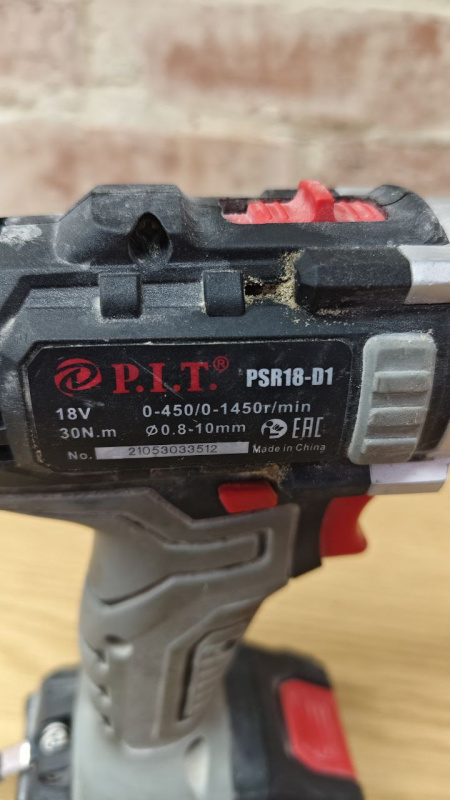 P.I.T.® PSR18-D1
18V 0-450/0-1450r/min
30N.m ø0.8-10mm EAC
No. 21053033512 Made in China